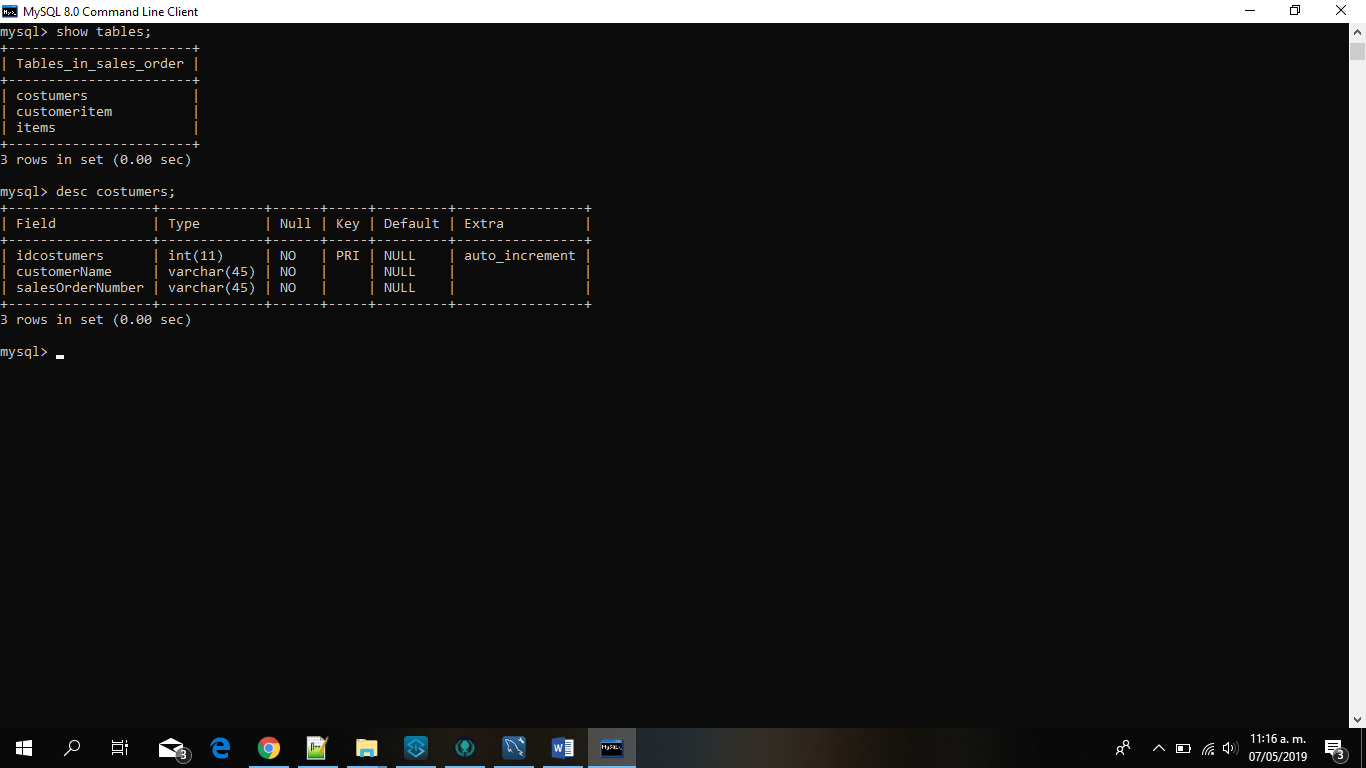 MySQL 8.0 Command Line Client
mysql> show tables;
+-----------------------+
| Tables_in_sales_order |
+-----------------------+
| costumers             |
| customeritem          |
| items                 |
+-----------------------+
3 rows in set (0.00 sec)
mysql> desc costumers;
+------------------+-------------+------+-----+---------+----------------+
| Field            | Type        | Null | Key | Default | Extra          |
+------------------+-------------+------+-----+---------+----------------+
| idcostumers      | int(11)     | NO   | PRI | NULL    | auto_increment |
| customerName     | varchar(45) | NO   |     | NULL    |                |
| salesOrderNumber | varchar(45) | NO   |     | NULL    |                |
+------------------+-------------+------+-----+---------+----------------+
3 rows in set (0.00 sec)
mysql>
3
11:16 a. m.
07/05/2019
3